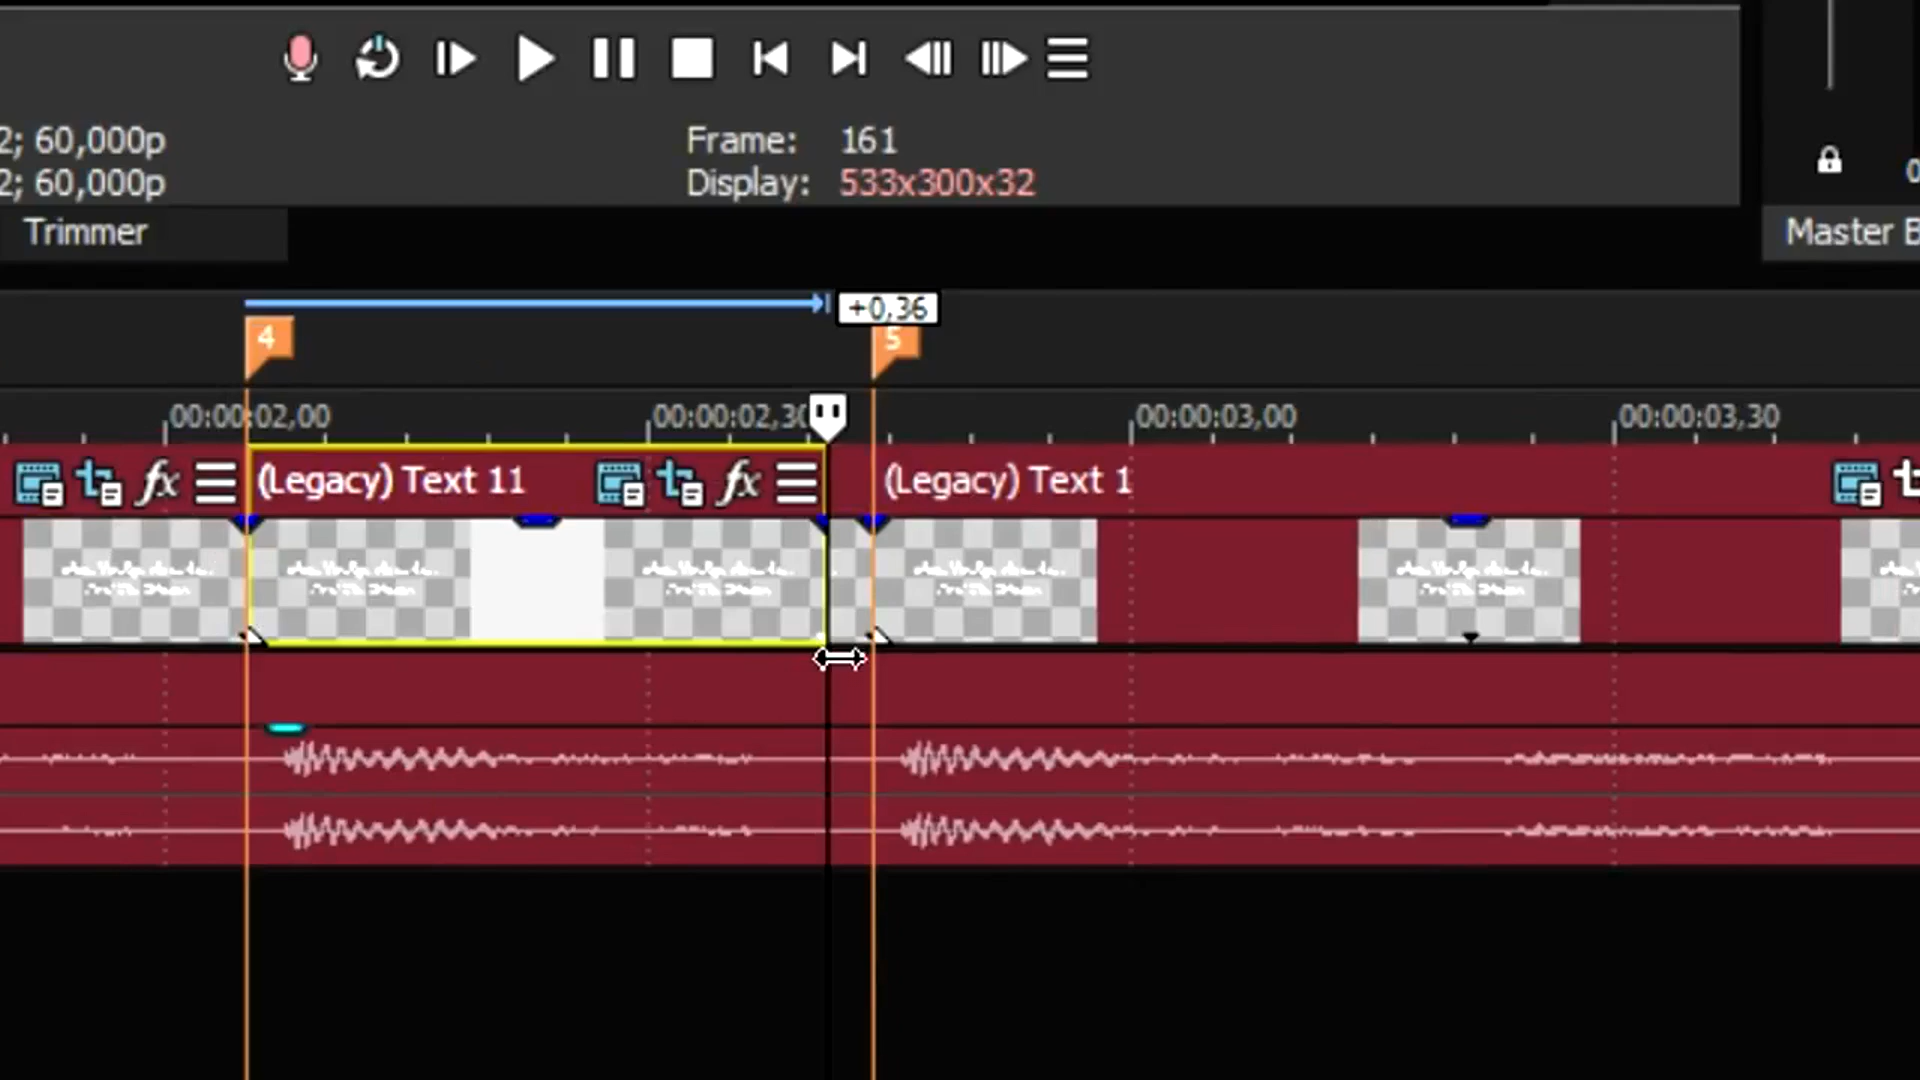 2; 60,000p
Frame: 161
2; 60,000p
Display: 533x300x32
Trimmer
Master B
+0,36
4
5
00:00:02,00
00:00:02,30
00:00:03,00
00:00:03,30
fx
(Legacy) Text 11
fx
(Legacy) Text 1